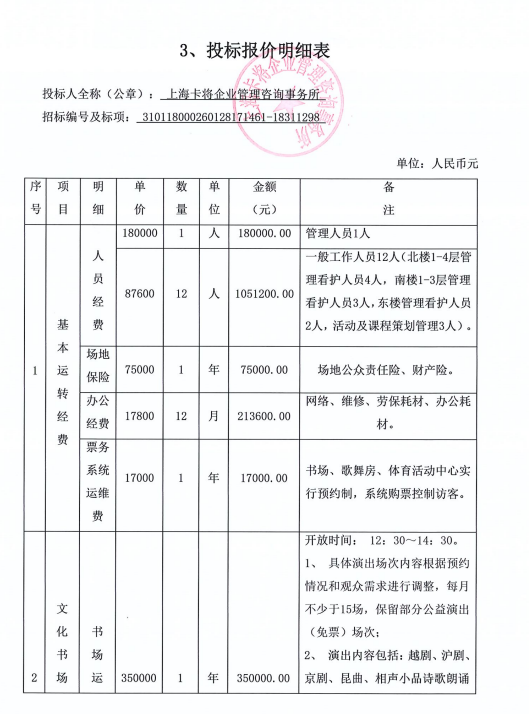 3、投标报价明细表
投标人全称（公章）： 上海卡将企业管理咨询事务所
招标编号及标项： 310118000260128171461-18311298
单位：人民币元
序号 项目 明细 单价 数量 单位 金额（元） 备注
1 基本运转经费
人员经费
180000 1 人 180000.00 管理人员1人
87600 12 人 1051200.00
一般工作人员12人（北楼1-4层管
理看护人员4人，南楼1-3层管理
看护人员3人，东楼管理看护人员
2人，活动及课程策划管理3人）。
场地保险 75000 1 年 75000.00 场地公众责任险、财产险。
办公经费 17800 12 月 213600.00
网络、维修、劳保耗材、办公耗
材。
票务系统运维费 17000 1 年 17000.00
书场、歌舞房、体育活动中心实
行预约制，系统购票控制访客。
2 文化书场 书场运 350000 1 年 350000.00
开放时间： 12：30～14：30。
1、 具体演出场次内容根据预约
情况和观众需求进行调整，每月
不少于15场，保留部分公益演出
（免票）场次；
2、 演出内容包括：越剧、沪剧、
京剧、昆曲、相声小品诗歌朗诵